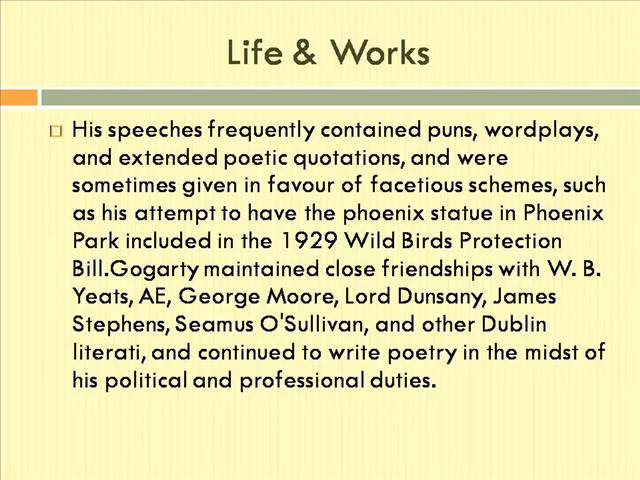 Life & Works
His speeches frequently contained puns, wordplays,
and extended poetic quotations, and were
sometimes given in favour of facetious schemes, such
as his attempt to have the phoenix statue in Phoenix
Park included in the 1929 Wild Birds Protection
Bill.Gogarty maintained close friendships with W. B.
Yeats, AE, George Moore, Lord Dunsany, James
Stephens, Seamus O'Sullivan, and other Dublin
literati, and continued to write poetry in the midst of
his political and professional duties.